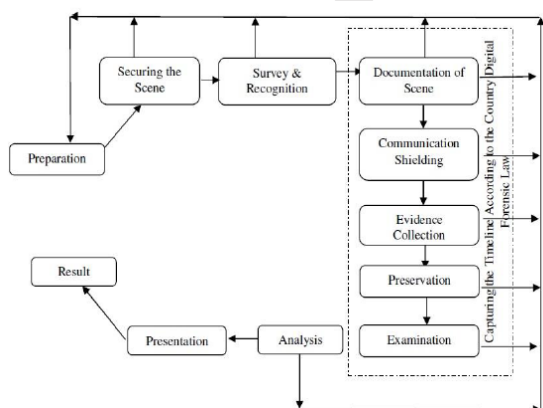 Securing the
Scene
Survey &
Recognition
Documentation of
Scene
Preparation
Communication
Shielding
Evidence
Collection
Preservation
Examination
Capturing the Timeline According to the Country Digital
Forensic Law
Result
Presentation
Analysis